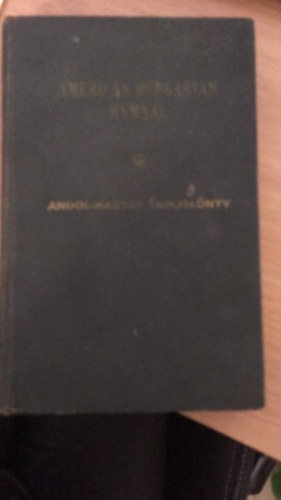 AMERICAN HUNGARIAN
HYMNAL
ANGOL-MAGYAR ÉNEKESKÖNYV